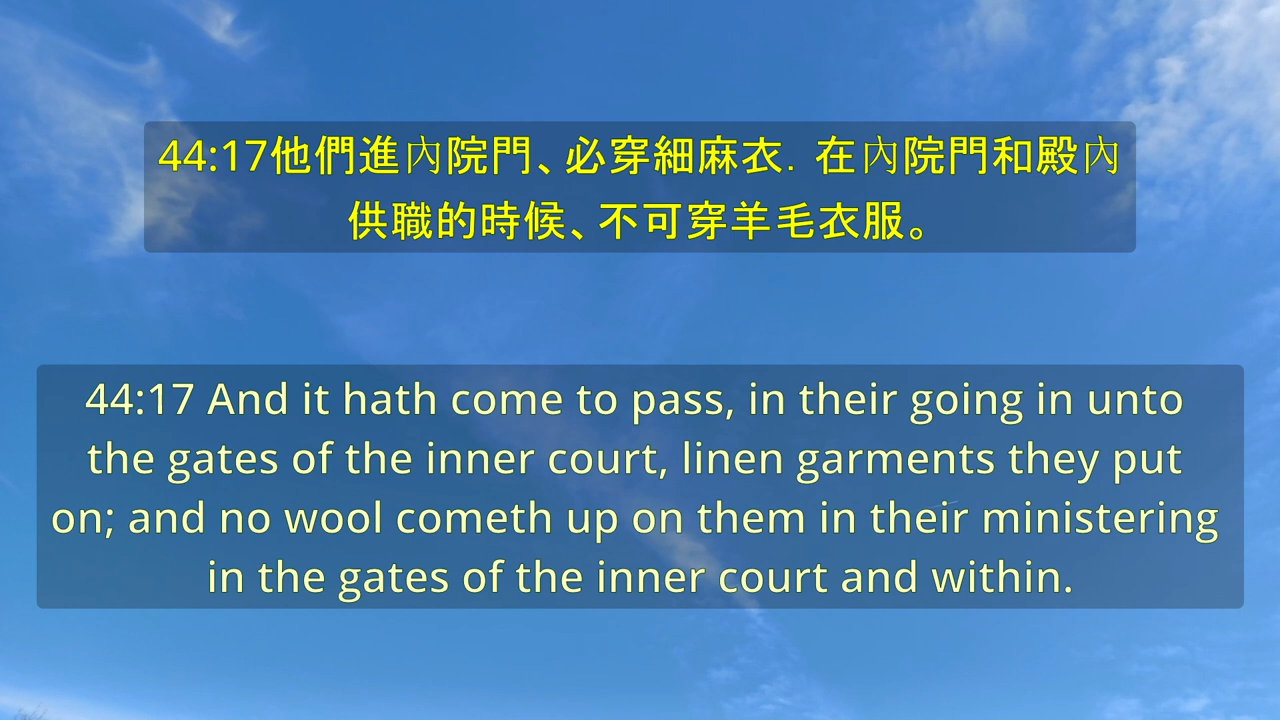 44:17他們進內院門、必穿細麻衣．在內院門和殿內
供職的時候、不可穿羊毛衣服。
44:17 And it hath come to pass, in their going in unto
the gates of the inner court, linen garments they put
on; and no wool cometh up on them in their ministering
in the gates of the inner court and within.